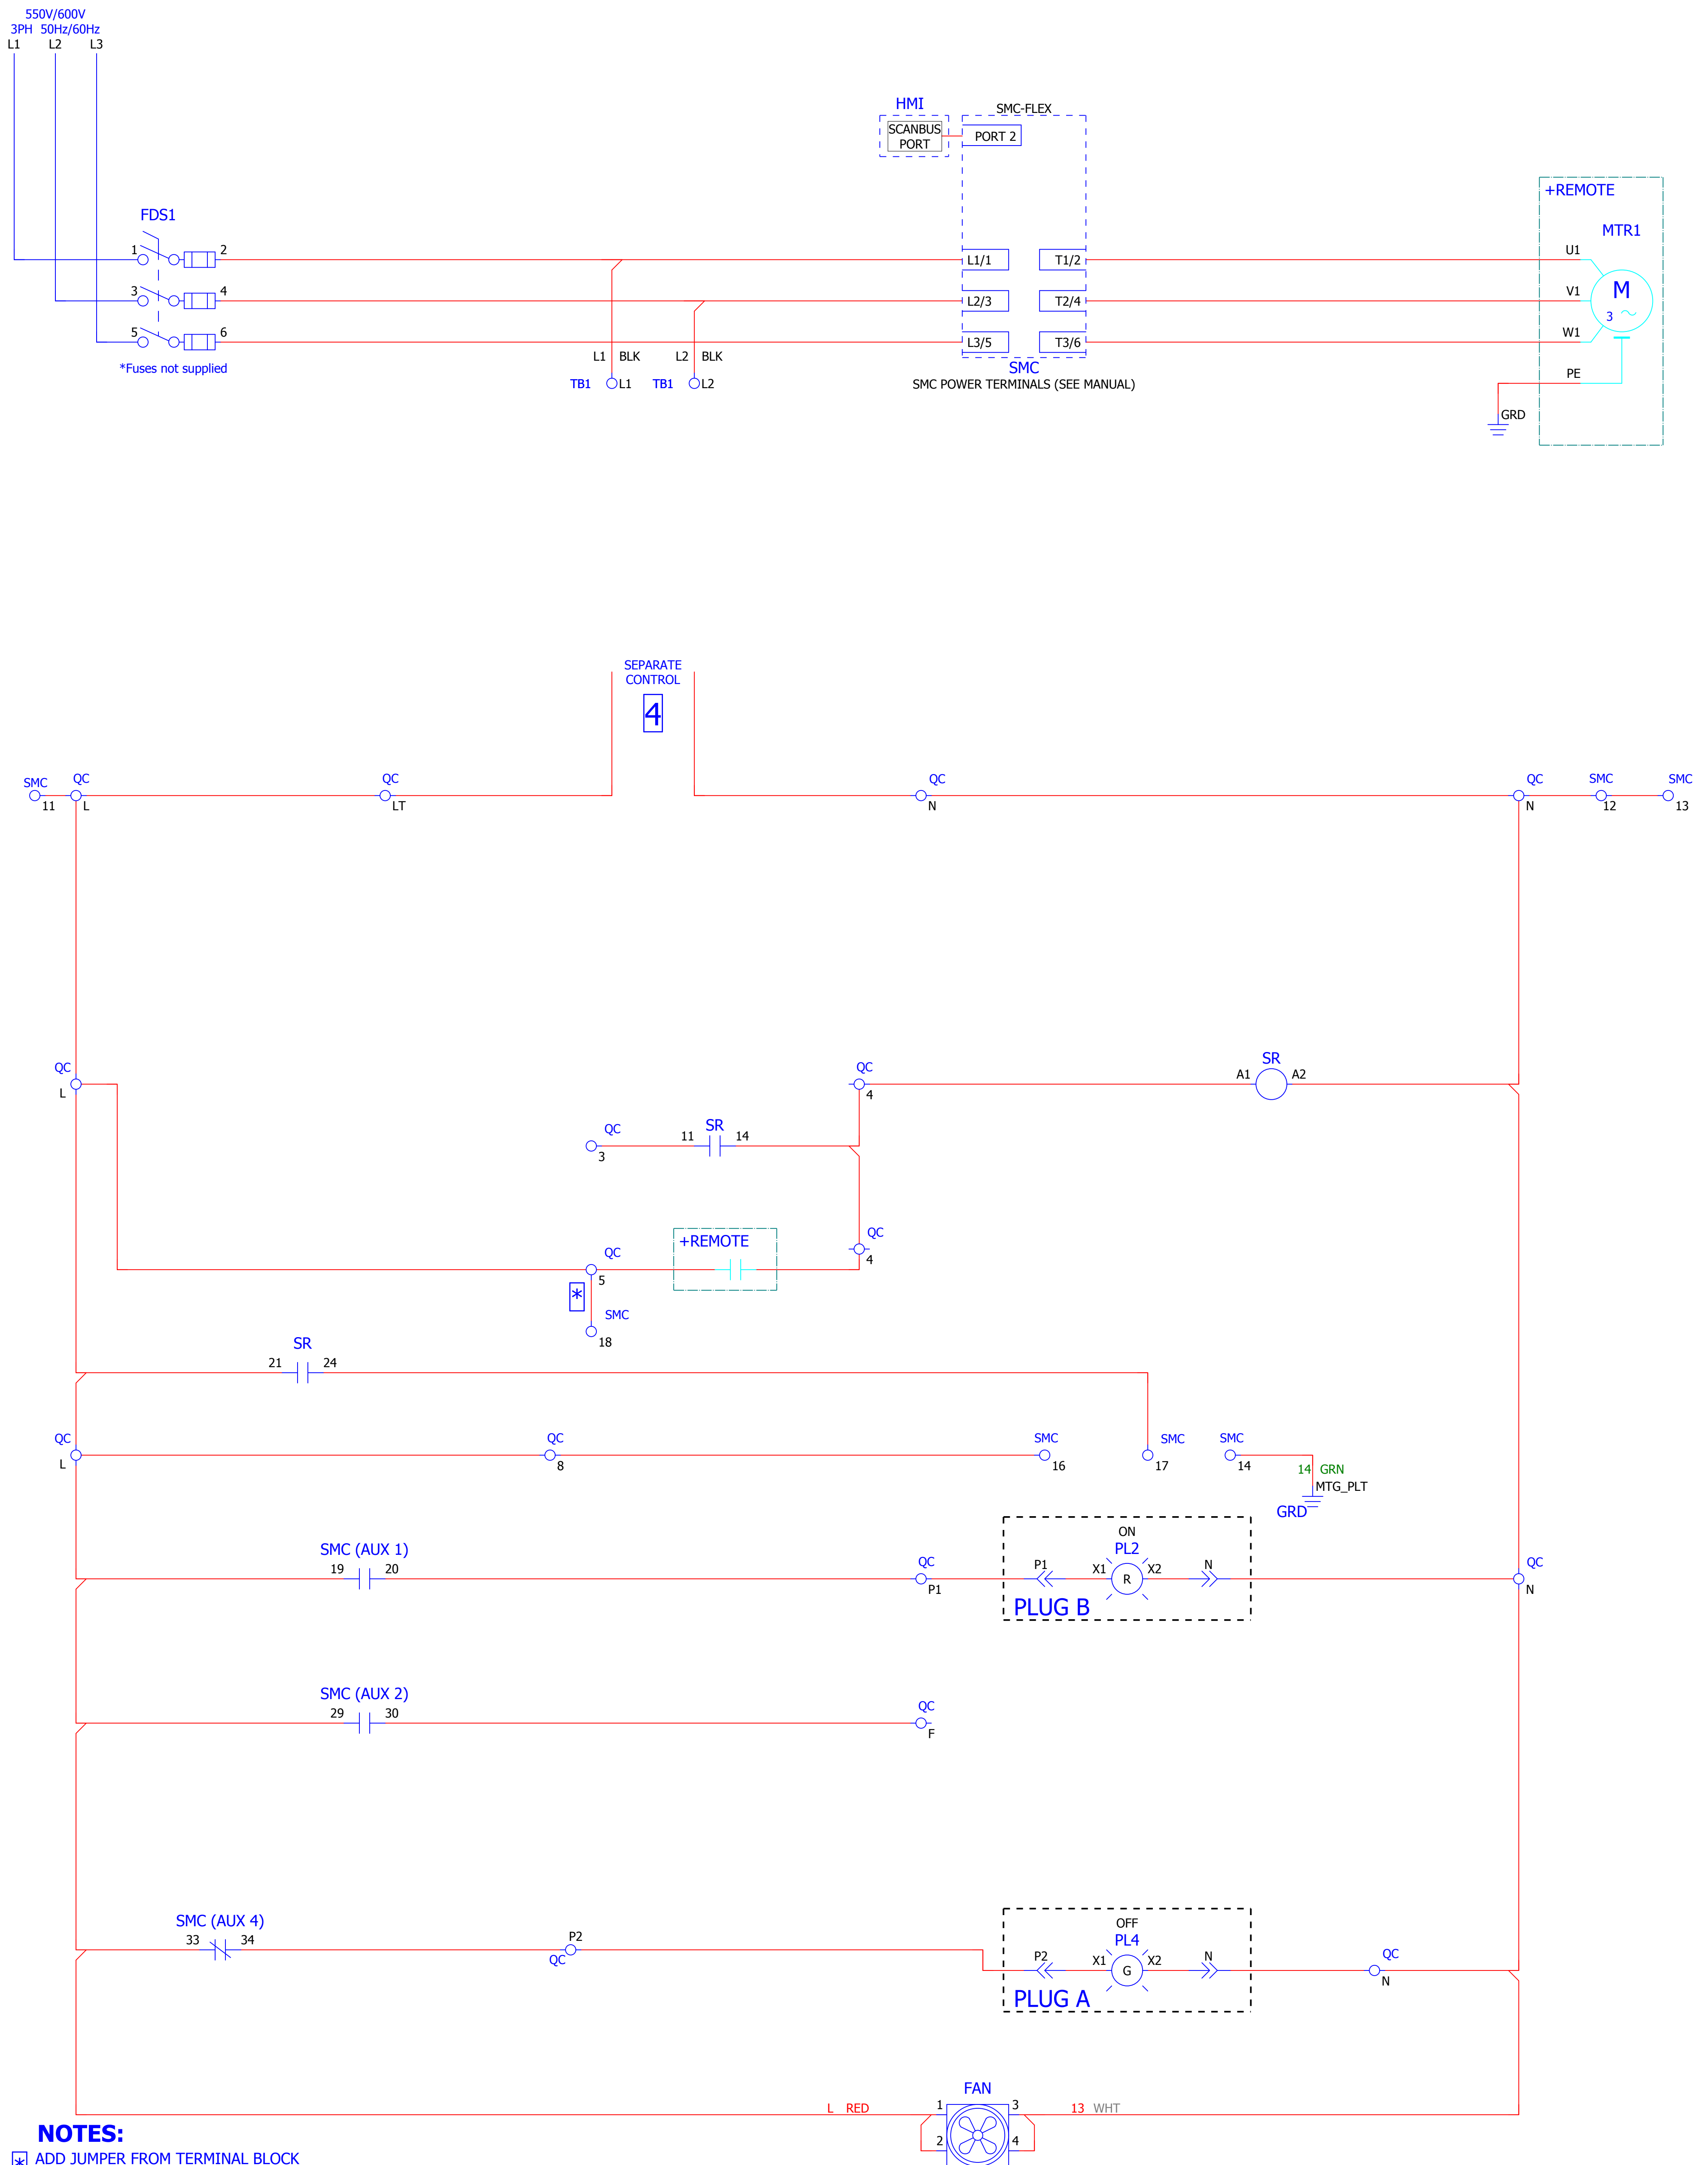 550V/600V
3PH 50Hz/60Hz
L1 L2 L3
HMI
SCANBUS
PORT
SMC-FLEX
PORT 2
+REMOTE
MTR1
FDS1
1 2
3 4
5 6
*Fuses not supplied
L1/1 T1/2
L2/3 T2/4
L3/5 T3/6
U1
V1
W1
M
3
PE
GRD
L1 BLK L2 BLK
TB1 L1 TB1 L2
SMC
SMC POWER TERMINALS (SEE MANUAL)
SEPARATE
CONTROL
4
SMC QC QC QC QC SMC SMC
11 L LT N N 12 13
QC QC SR
L 4 A1 A2
QC SR
3 11 14
QC
4
+REMOTE
QC
5
*
SMC
18
SR
21 24
QC QC SMC SMC SMC
L 8 16 17 14
14 GRN
MTG_PLT
GRD
ON
SMC (AUX 1) PL2
19 20 QC P1 X1 R X2 N QC
P1 N
PLUG B
SMC (AUX 2)
29 30 QC
F
OFF
SMC (AUX 4) PL4
33 34 P2 P2 X1 G X2 N QC
QC N
PLUG A
FAN
L RED 1 3 13 WHT
2 4
NOTES:
* ADD JUMPER FROM TERMINAL BLOCK